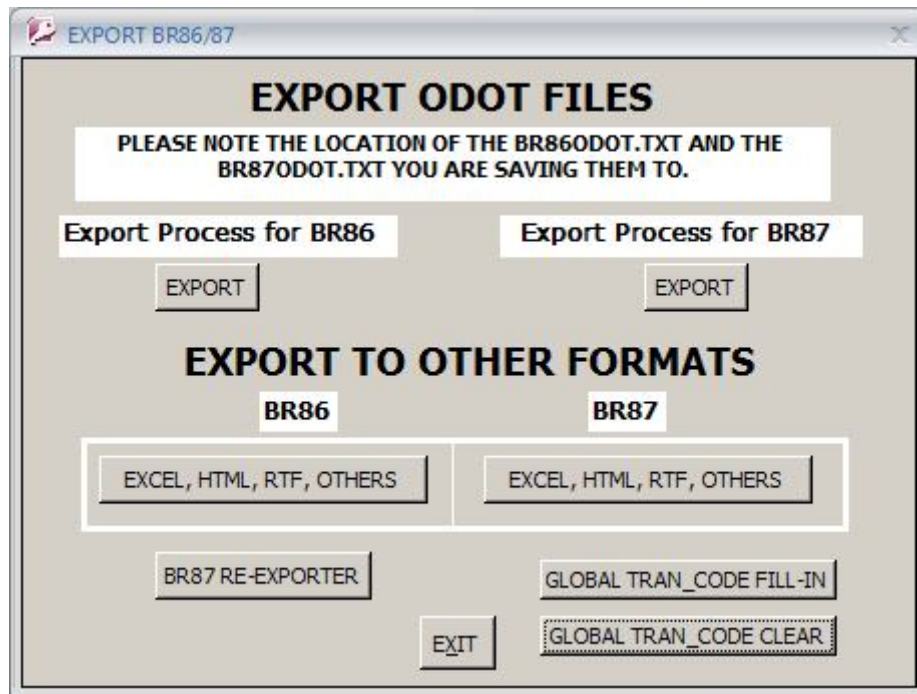 EXPORT BR86/87
X
EXPORT ODOT FILES
PLEASE NOTE THE LOCATION OF THE BR86ODOT.TXT AND THE
BR87ODOT.TXT YOU ARE SAVING THEM TO.
Export Process for BR86
Export Process for BR87
EXPORT
EXPORT
EXPORT TO OTHER FORMATS
BR86
BR87
EXCEL, HTML, RTF, OTHERS
EXCEL, HTML, RTF, OTHERS
BR87 RE-EXPORTER
GLOBAL TRAN_CODE FILL-IN
EXIT
GLOBAL TRAN_CODE CLEAR